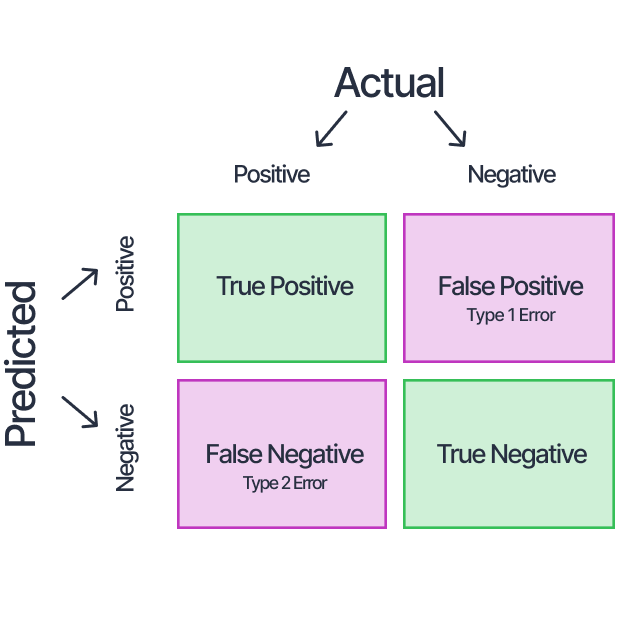 Actual
Positive
Negative
Predicted
Positive
True Positive
False Positive
Type 1 Error
Negative
False Negative
Type 2 Error
True Negative